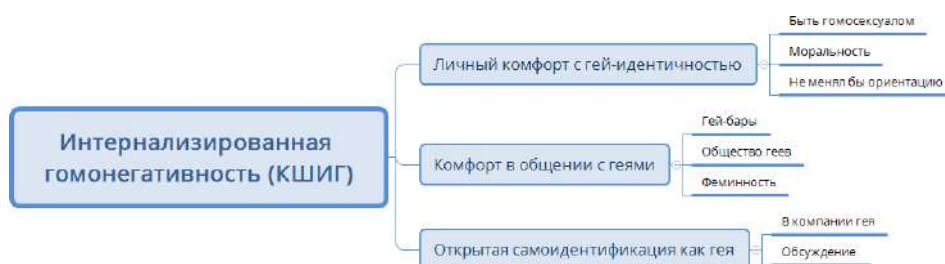 Интернализированная
гомонегативность (КШИГ)
Личный комфорт с гей-идентичностью
Быть гомосексуалом
Моральность
Не менял бы ориентацию
Комфорт в общении с геями
Гей-бары
Общество геев
Феминность
Открытая самоидентификация как гея
В компании гея
Обсуждение